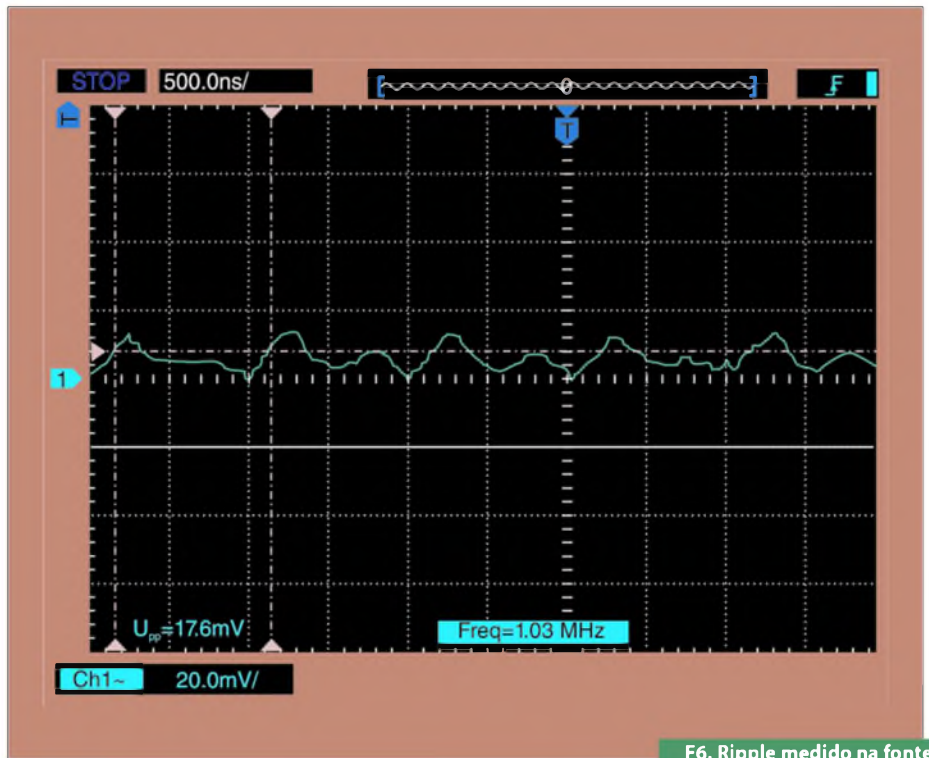 STOP
500.0ns/
T
T
1
Upp=17.6mV
Freq=1.03 MHz
Ch1~
20.0mV/
F6. Ripple medido na fonte